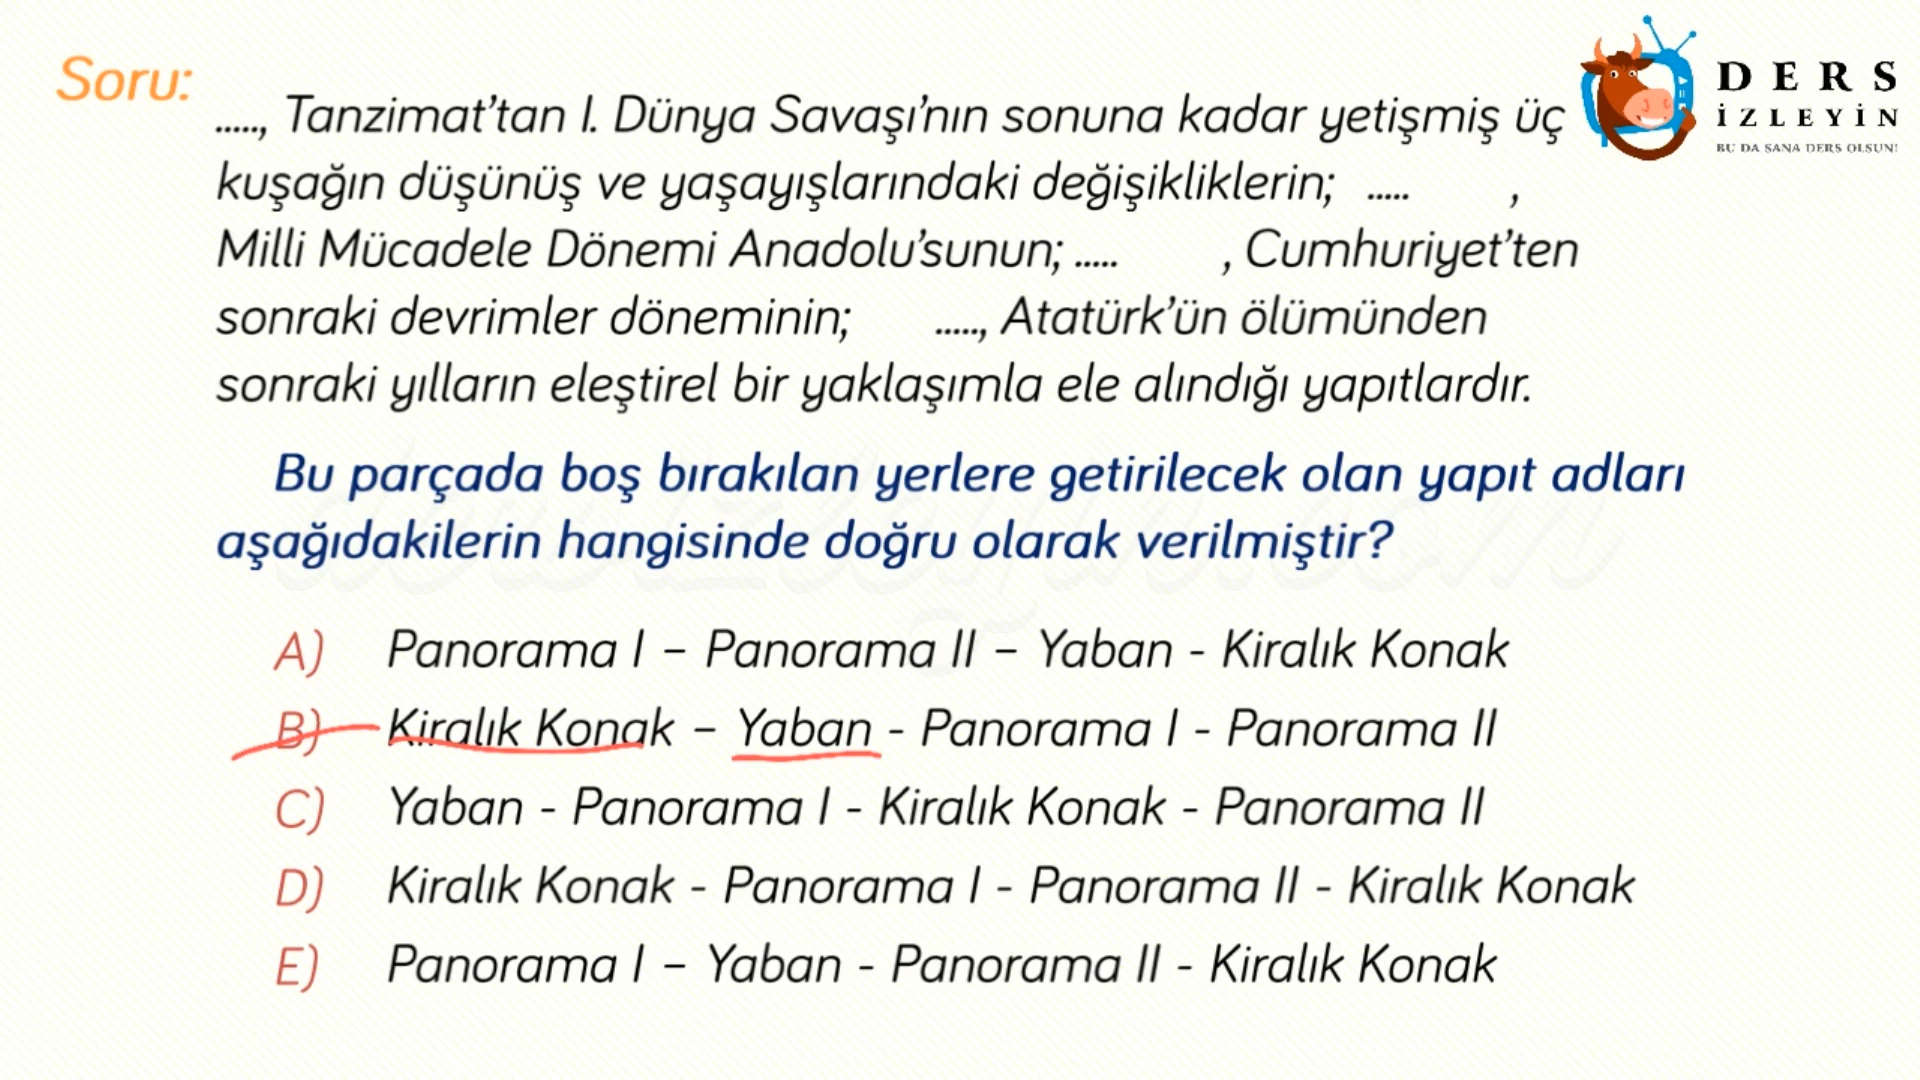 Soru:
....., Tanzimat'tan I. Dünya Savaşı'nın sonuna kadar yetişmiş üç
kuşağın düşünüş ve yaşayışlarındaki değişikliklerin; ..... ,
Milli Mücadele Dönemi Anadolu'sunun; ..... , Cumhuriyet'ten
sonraki devrimler döneminin; ....., Atatürk'ün ölümünden
sonraki yılların eleştirel bir yaklaşımla ele alındığı yapıtlardır.
Bu parçada boş bırakılan yerlere getirilecek olan yapıt adları
aşağıdakilerin hangisinde doğru olarak verilmiştir?
A) Panorama I – Panorama II – Yaban - Kiralık Konak
B) Kiralık Konak – Yaban - Panorama I - Panorama II
C) Yaban - Panorama I - Kiralık Konak - Panorama II
D) Kiralık Konak - Panorama I - Panorama II - Kiralık Konak
E) Panorama I – Yaban - Panorama II - Kiralık Konak
DERS
İZLEYİN
BU DA SANA DERS OLSUN!